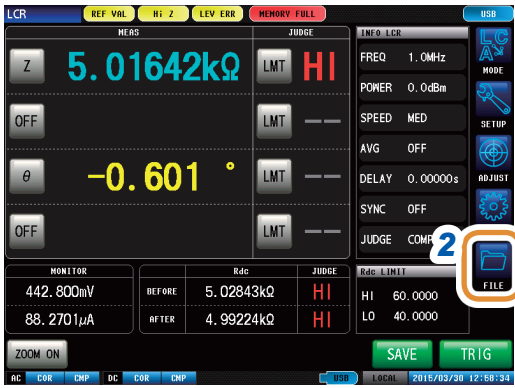 LCR REF VAL Hi Z LEV ERR MEMORY FULL USB
MEAS JUDGE INFO LCR
Z 5.01642kΩ LMT HI FREQ 1.0MHz
MODE
POWER 0.0dBm
OFF LMT -- SPEED MED SETUP
AVG OFF
θ -0.601 ° LMT -- DELAY 0.00000s ADJUST
SYNC OFF
OFF LMT -- JUDGE COMP 2
FILE
MONITOR Rdc JUDGE Rdc LIMIT
442.800mV BEFORE 5.02843kΩ HI HI 60.0000
88.2701μA AFTER 4.99224kΩ HI LO 40.0000
ZOOM ON SAVE TRIG
AC COR CMP DC COR CMP USB LOCAL 2016/03/30 12:58:34